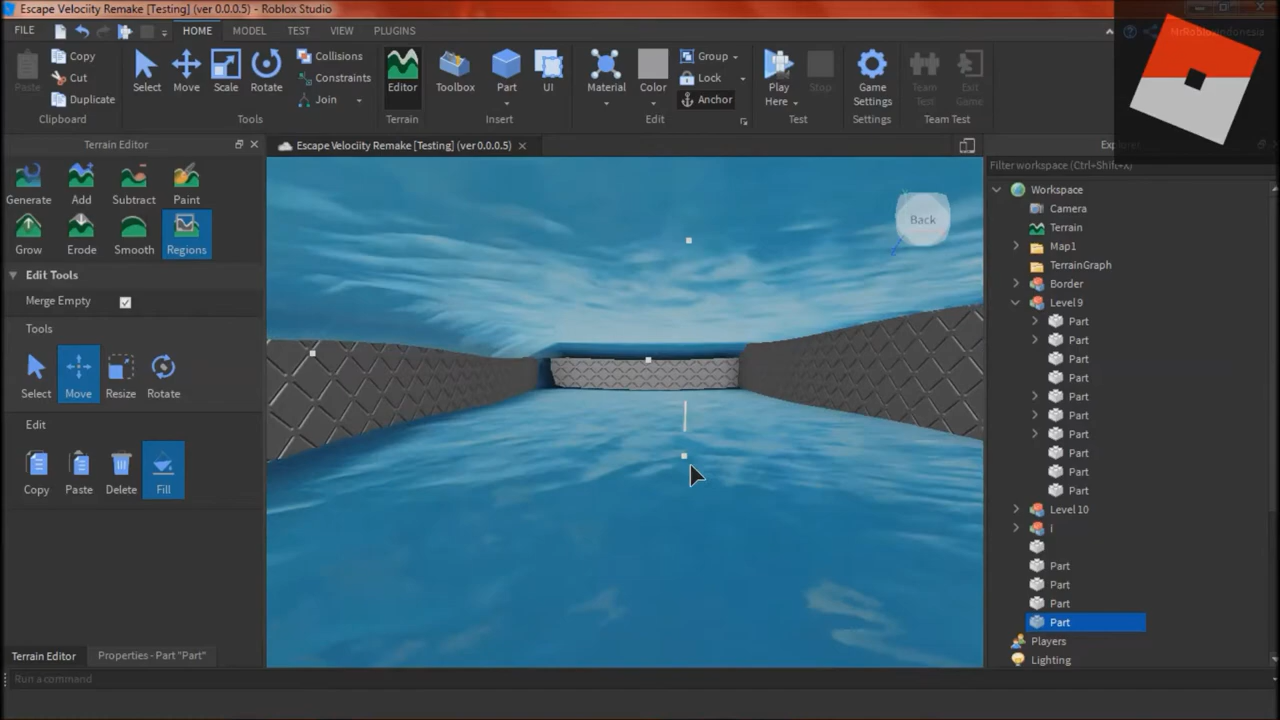 Escape Velociity Remake [Testing] (ver 0.0.0.5) - Roblox Studio
FILE HOME MODEL TEST VIEW PLUGINS
MrRobloxIndonesia
Paste
Copy
Cut
Duplicate
Clipboard
Select Move Scale Rotate
Collisions
Constraints
Join
Tools
Editor
Terrain
Toolbox Part UI
Insert
Material Color
Group
Lock
Anchor
Edit
Play
Here
Stop
Test
Game
Settings
Settings
Team
Test
Exit
Game
Team Test
Terrain Editor
Generate Add Subtract Paint
Grow Erode Smooth Regions
Edit Tools
Merge Empty
Tools
Select Move Resize Rotate
Edit
Copy Paste Delete Fill
Terrain Editor Properties - Part "Part"
Run a command
Escape Velociity Remake [Testing] (ver 0.0.0.5)
Back
Filter workspace (Ctrl+Shift+X)
Workspace
Camera
Terrain
Map1
TerrainGraph
Border
Level 9
Part
Part
Part
Part
Part
Part
Part
Part
Part
Part
Level 10
i
Part
Part
Part
Part
Players
Lighting